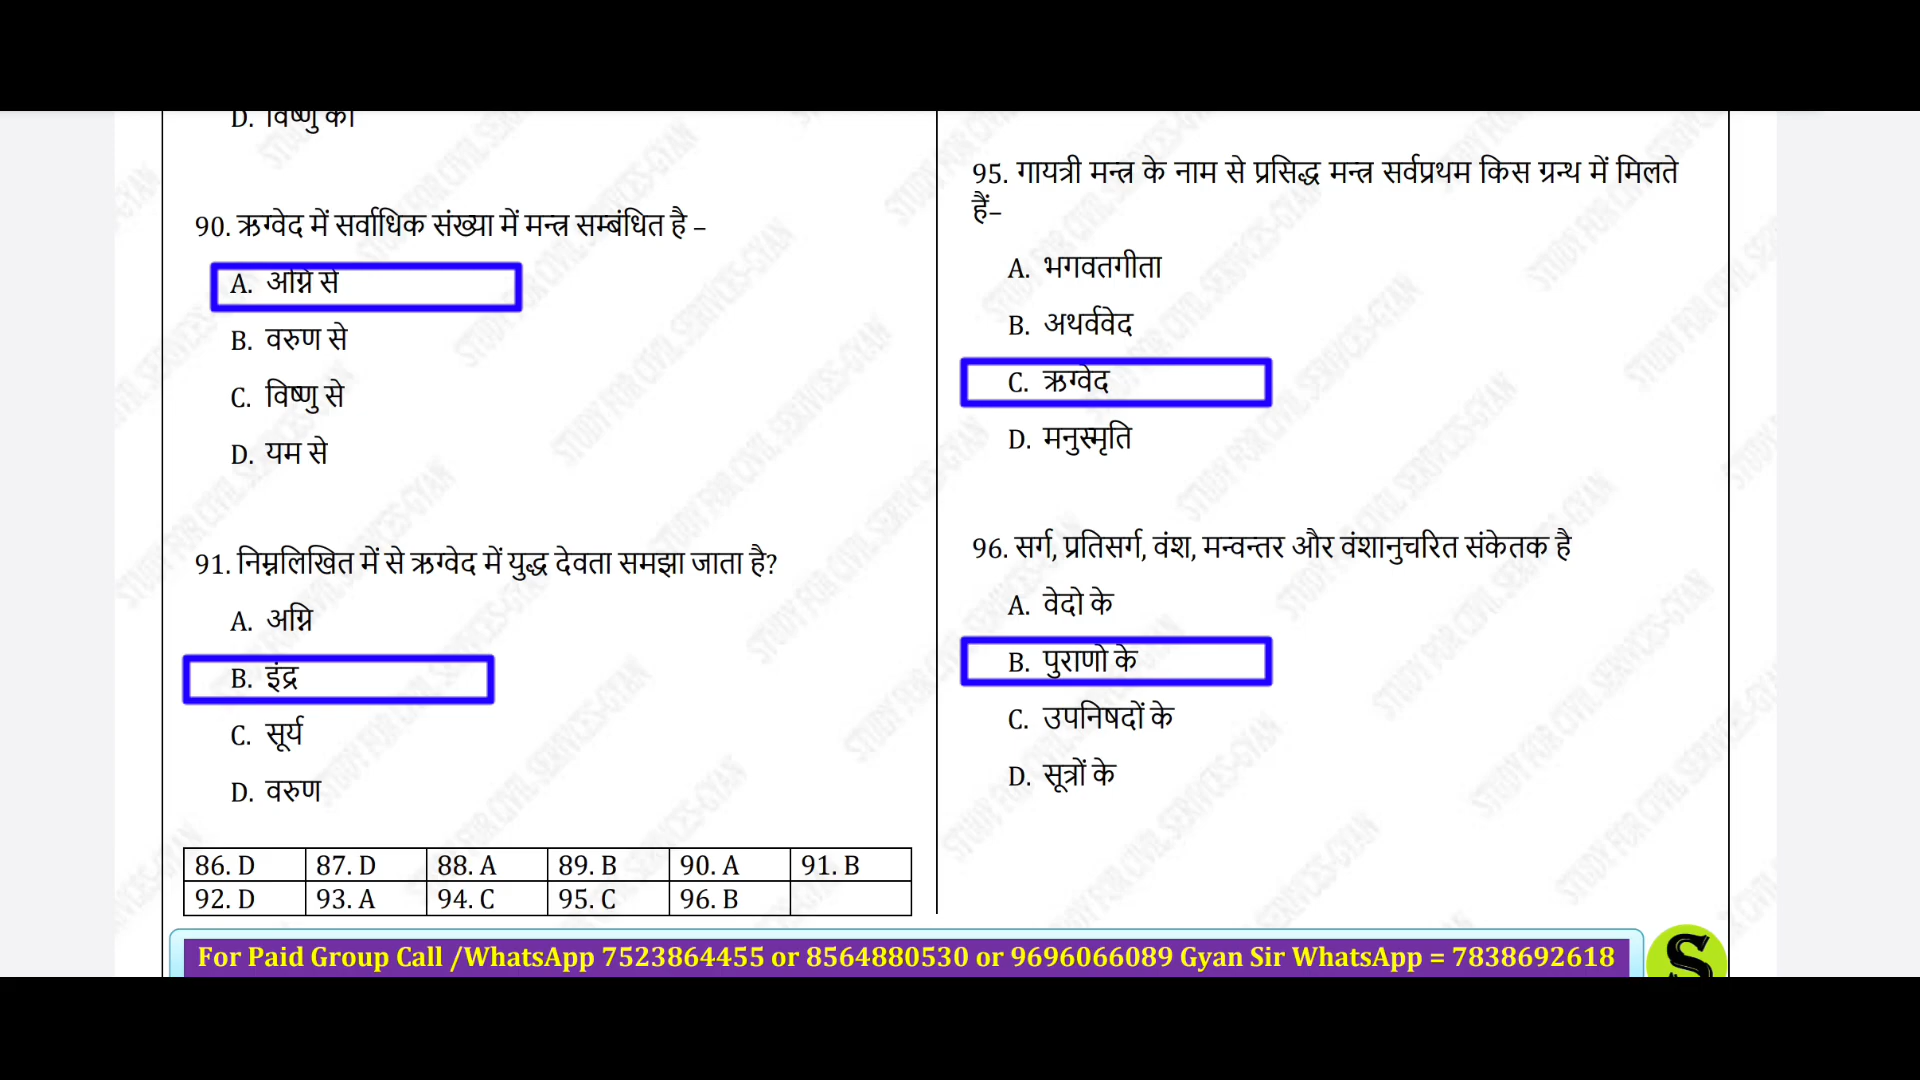 D. विष्णु को
90. ऋग्वेद में सर्वाधिक संख्या में मन्त्र सम्बंधित है –
A. अग्नि से
B. वरुण से
C. विष्णु से
D. यम से
91. निम्नलिखित में से ऋग्वेद में युद्ध देवता समझा जाता है?
A. अग्नि
B. इंद्र
C. सूर्य
D. वरुण
86. D 87. D 88. A 89. B 90. A 91. B
92. D 93. A 94. C 95. C 96. B
95. गायत्री मन्त्र के नाम से प्रसिद्ध मन्त्र सर्वप्रथम किस ग्रन्थ में मिलते
हैं–
A. भगवतगीता
B. अथर्ववेद
C. ऋग्वेद
D. मनुस्मृति
96. सर्ग, प्रतिसर्ग, वंश, मन्वन्तर और वंशानुचरित संकेतक है
A. वेदो के
B. पुराणो के
C. उपनिषदों के
D. सूत्रों के
For Paid Group Call /WhatsApp 7523864455 or 8564880530 or 9696066089 Gyan Sir WhatsApp = 7838692618
S